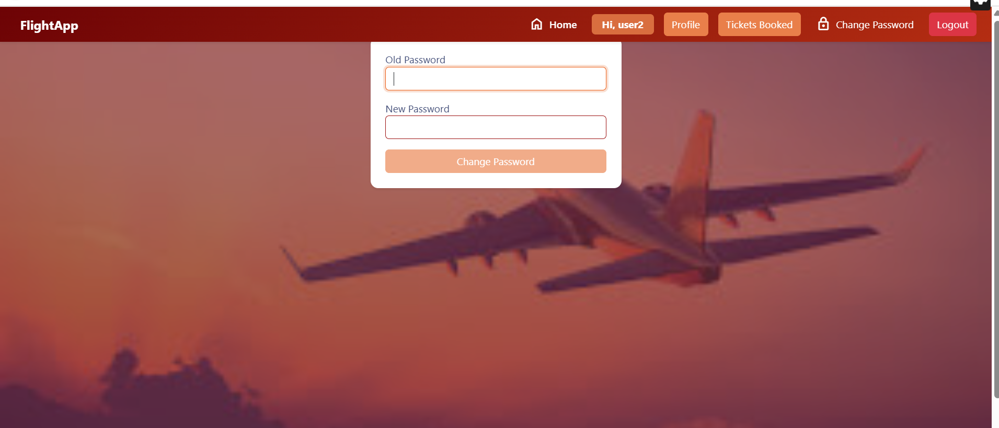 FlightApp
Home
Hi, user2
Profile
Tickets Booked
Change Password
Logout
Old Password
New Password
Change Password